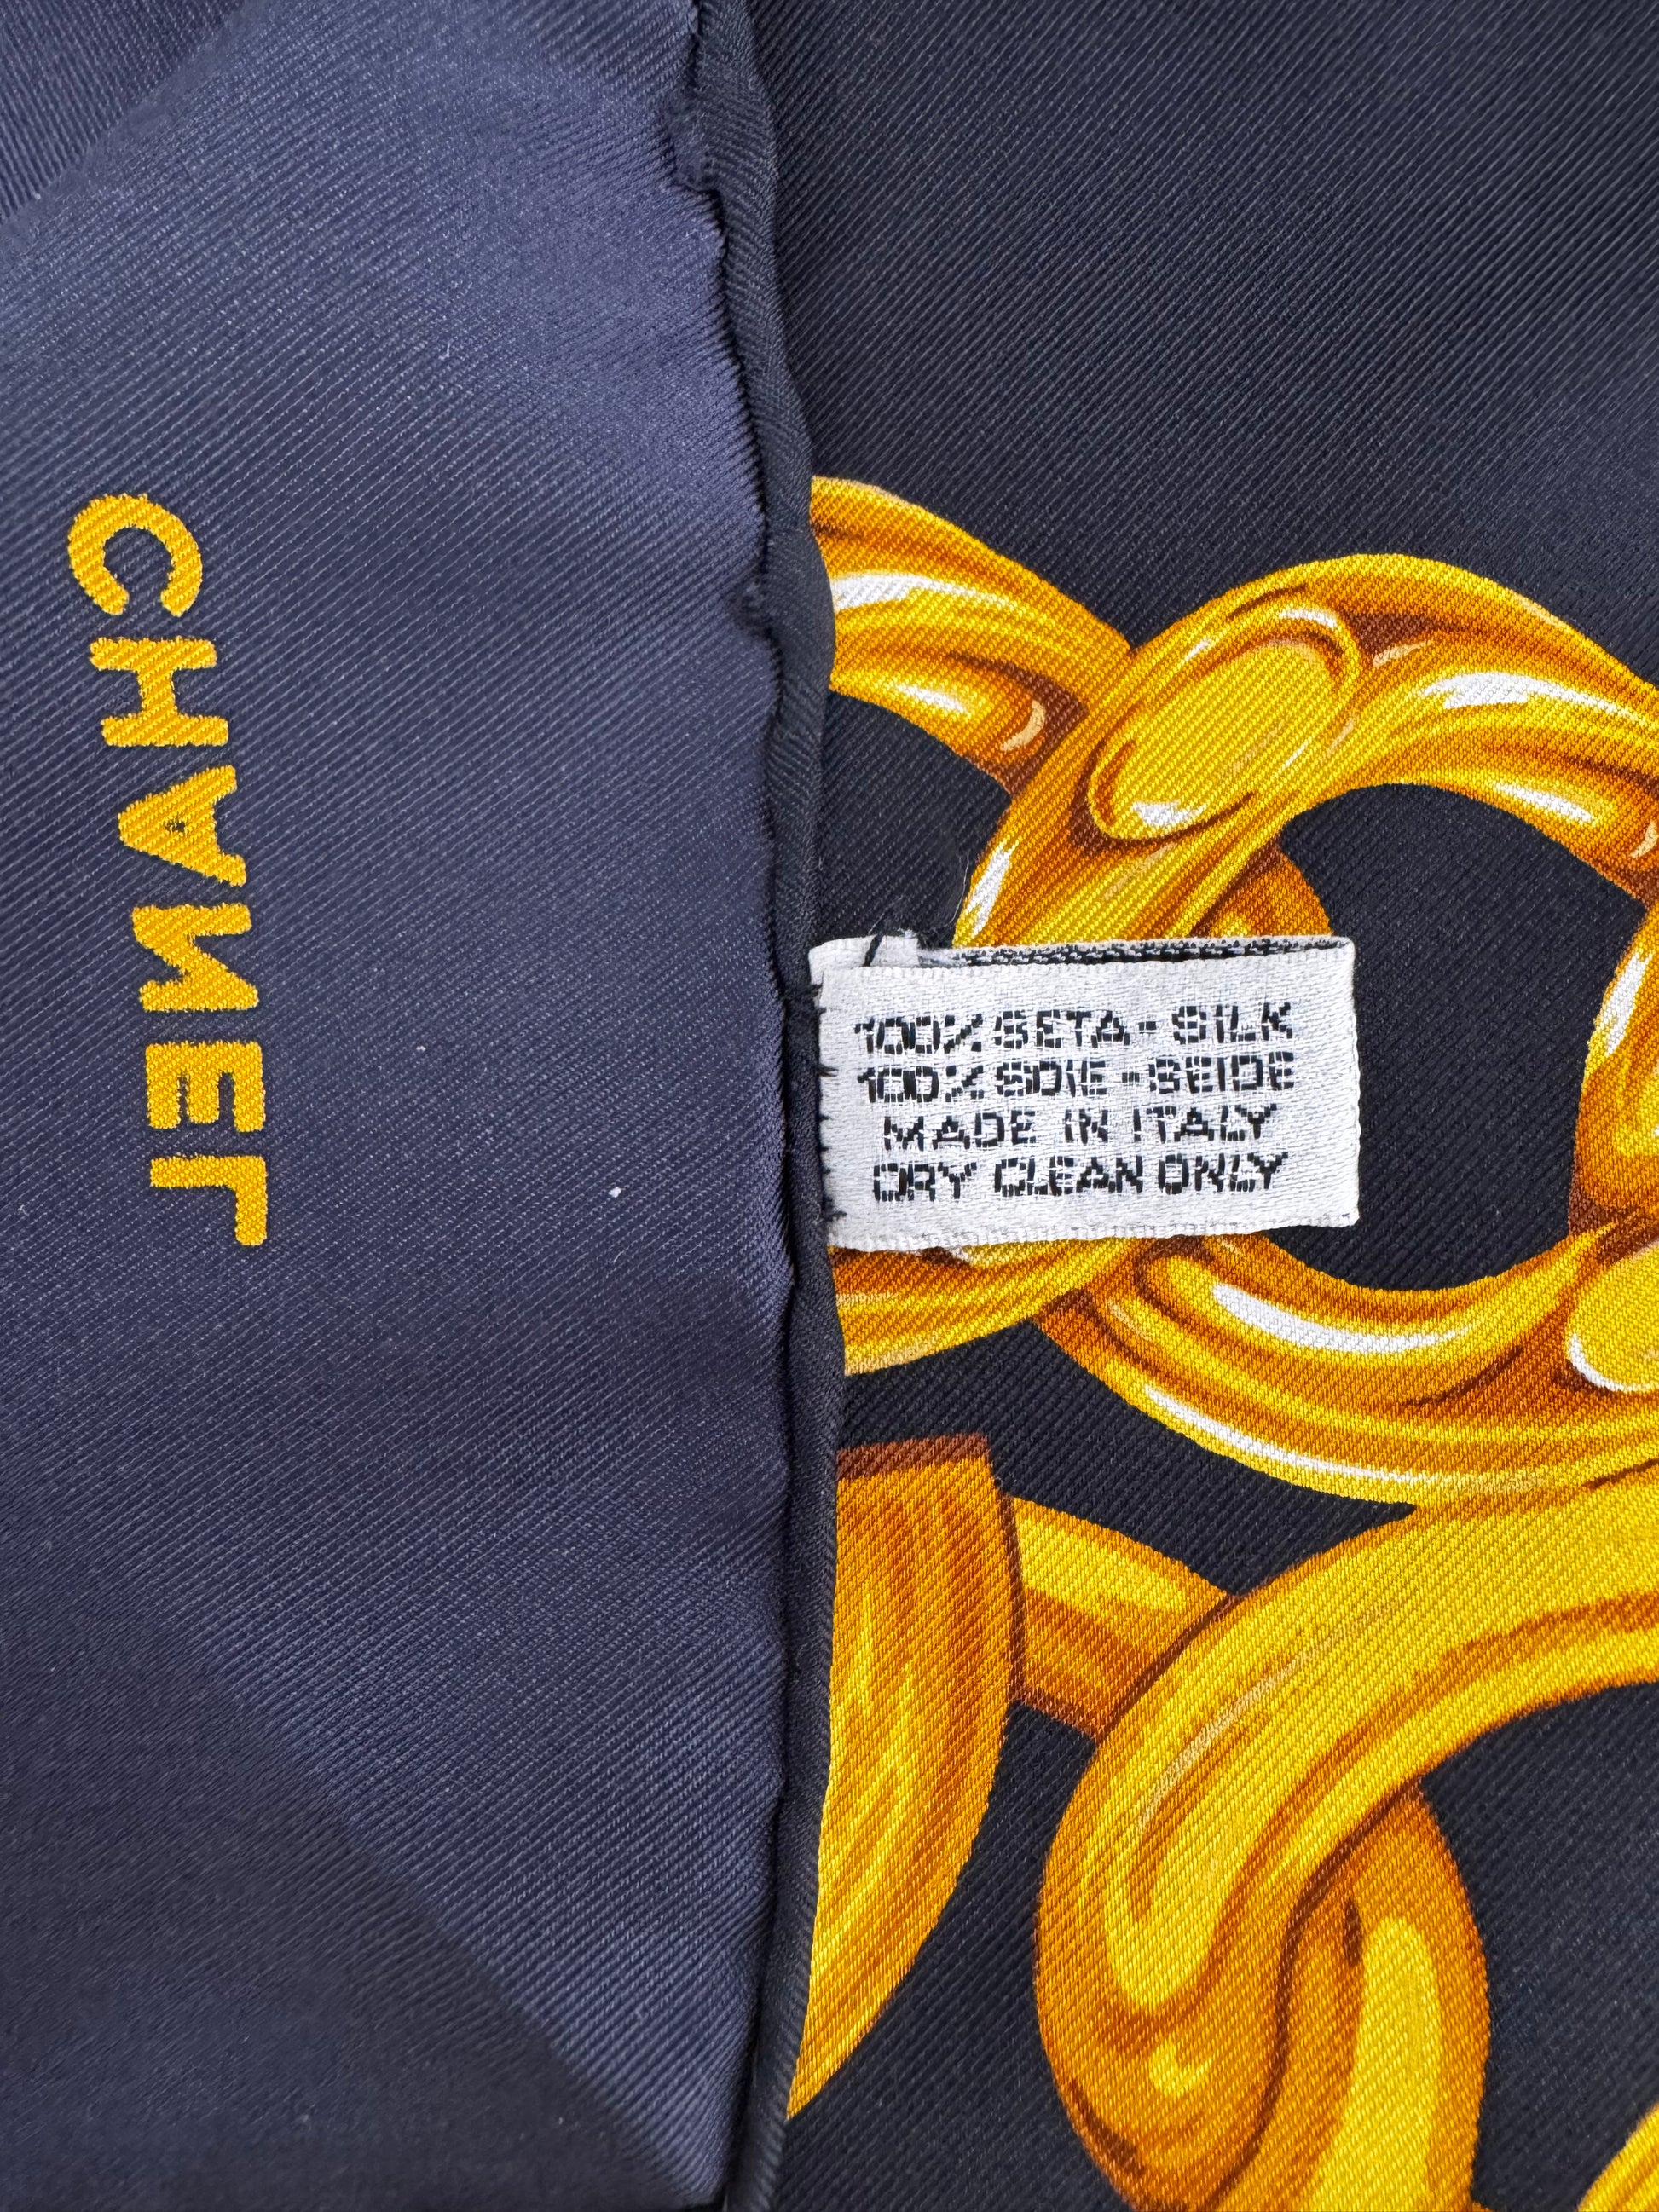 CHANEL
100% SETA - SILK
100% SOIE - SEIDE
MADE IN ITALY
DRY CLEAN ONLY